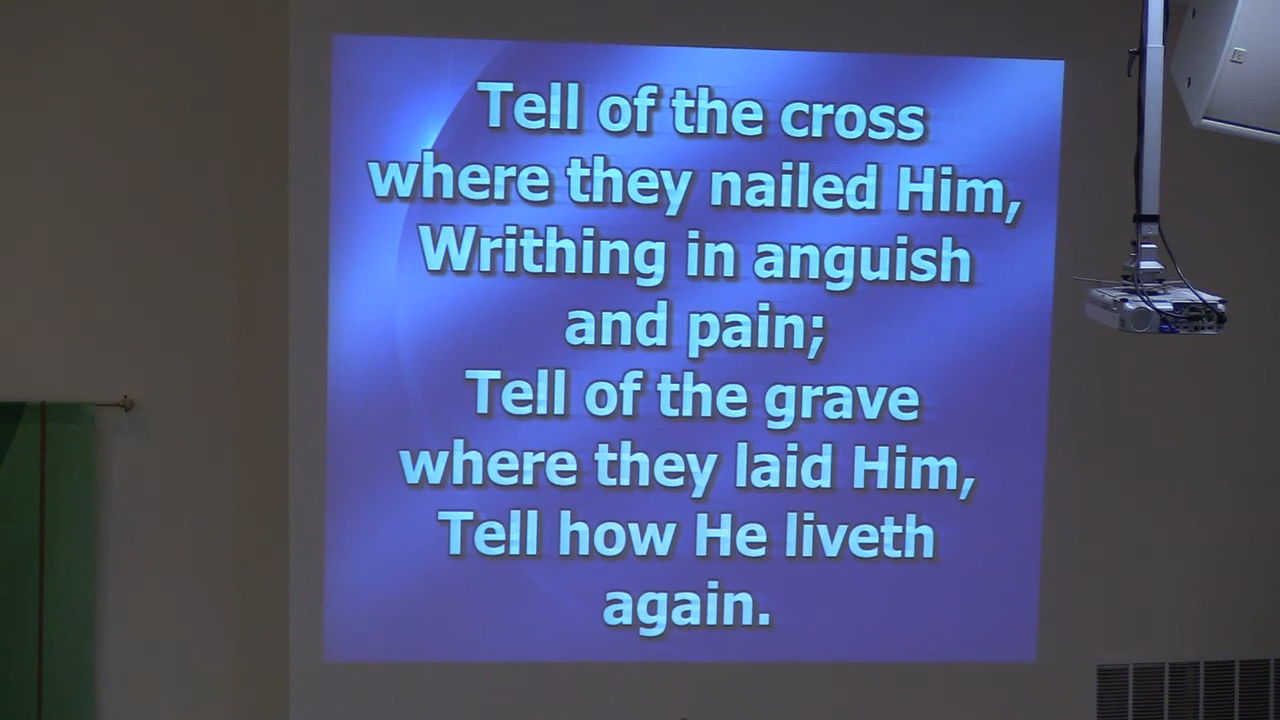 Tell of the cross
where they nailed Him,
Writhing in anguish
and pain;
Tell of the grave
where they laid Him,
Tell how He liveth
again.